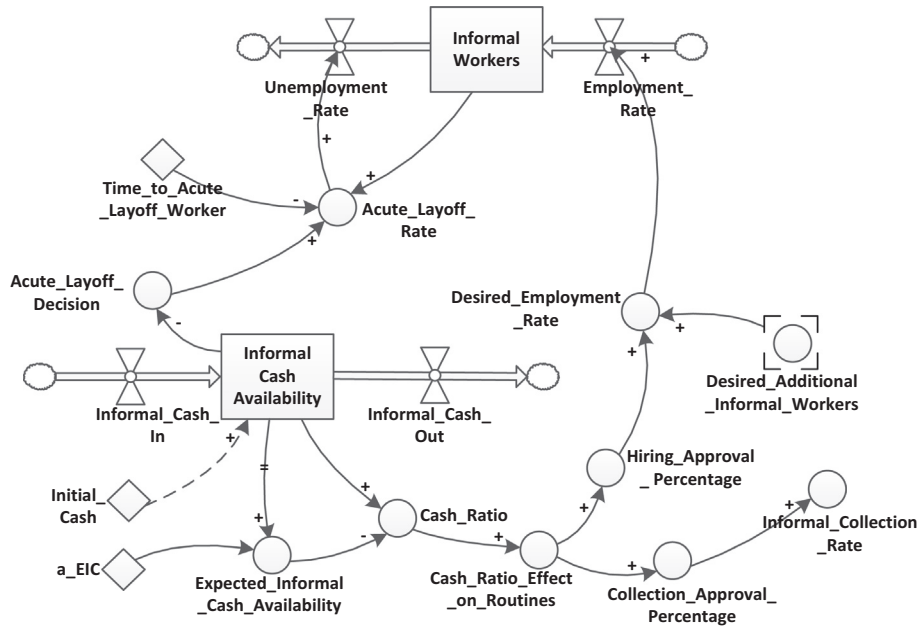 Informal
Workers
Unemployment
_Rate
Employment_
Rate
+
+
+
Time_to_Acute
_Layoff_Worker
-
Acute_Layoff_
Rate
+
Acute_Layoff_
Decision
-
Desired_Employment
_Rate
+
+
Informal
Cash
Availability
Informal_Cash_
In
Informal_Cash_
Out
Desired_Additional
_Informal_Workers
+
=
Initial_
Cash
+
+
Hiring_Approval
_ Percentage
Cash_Ratio
+
+
Informal_Collection
_Rate
a_EIC
-
+
Expected_Informal
_Cash_Availability
Cash_Ratio_Effect
_on_Routines
+
Collection_Approval_
Percentage